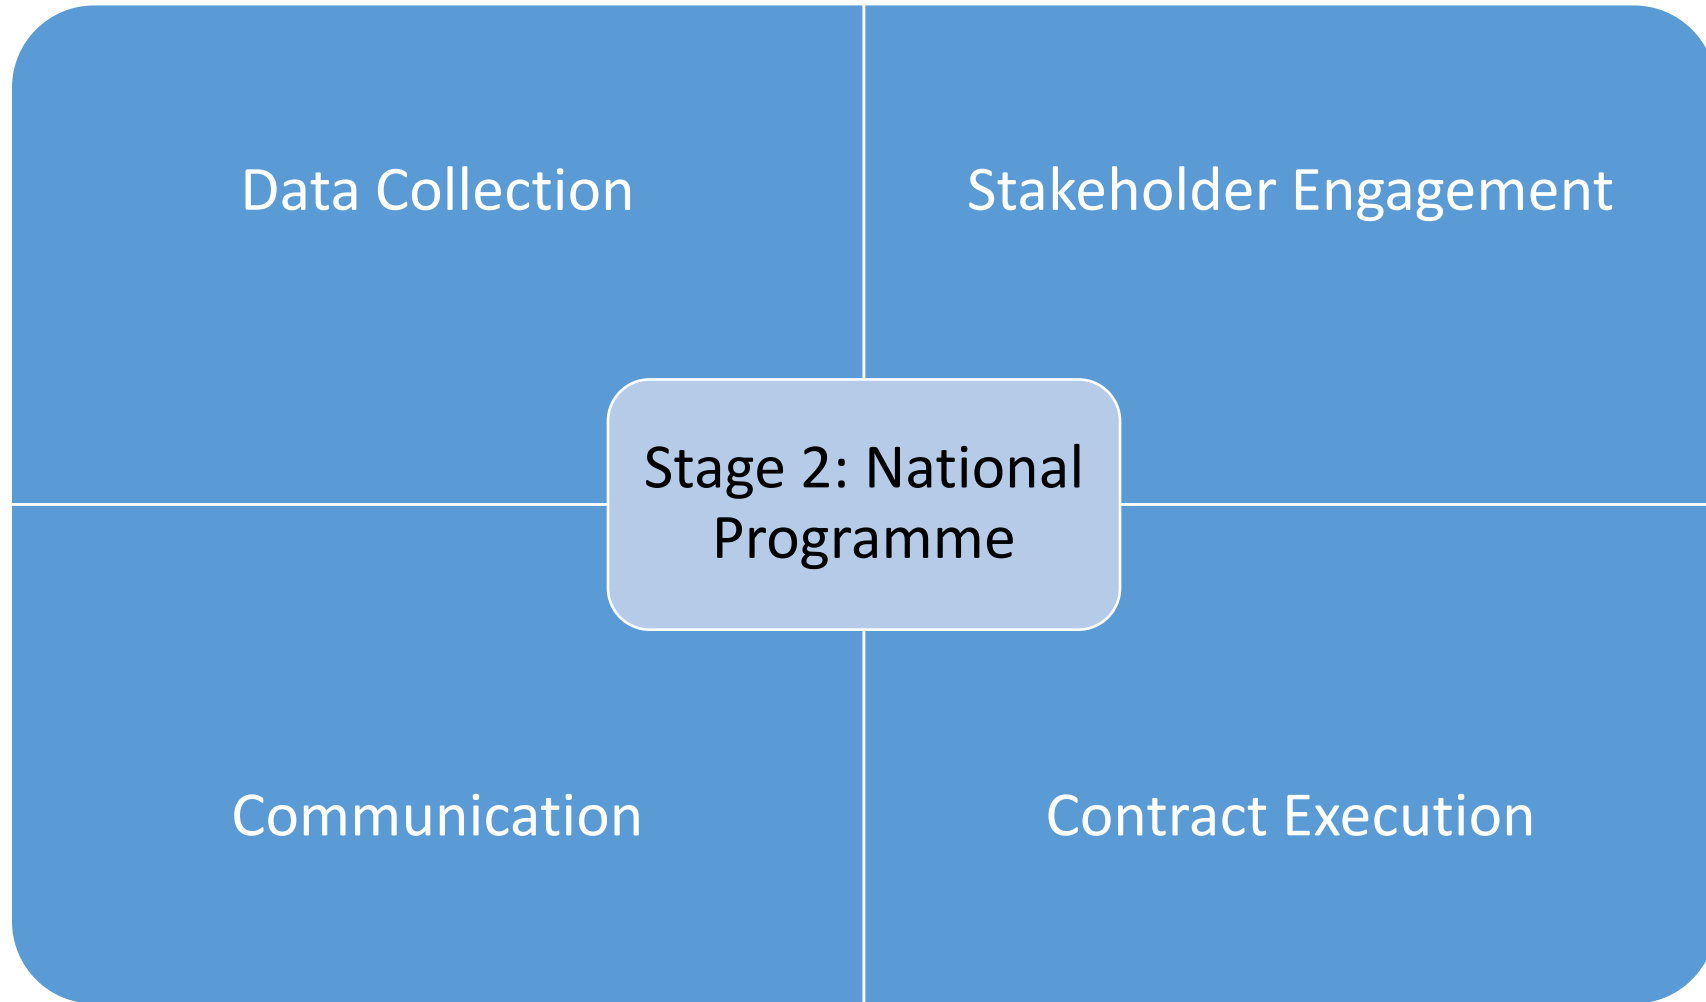 Data Collection
Stakeholder Engagement
Stage 2: National
Programme
Communication
Contract Execution